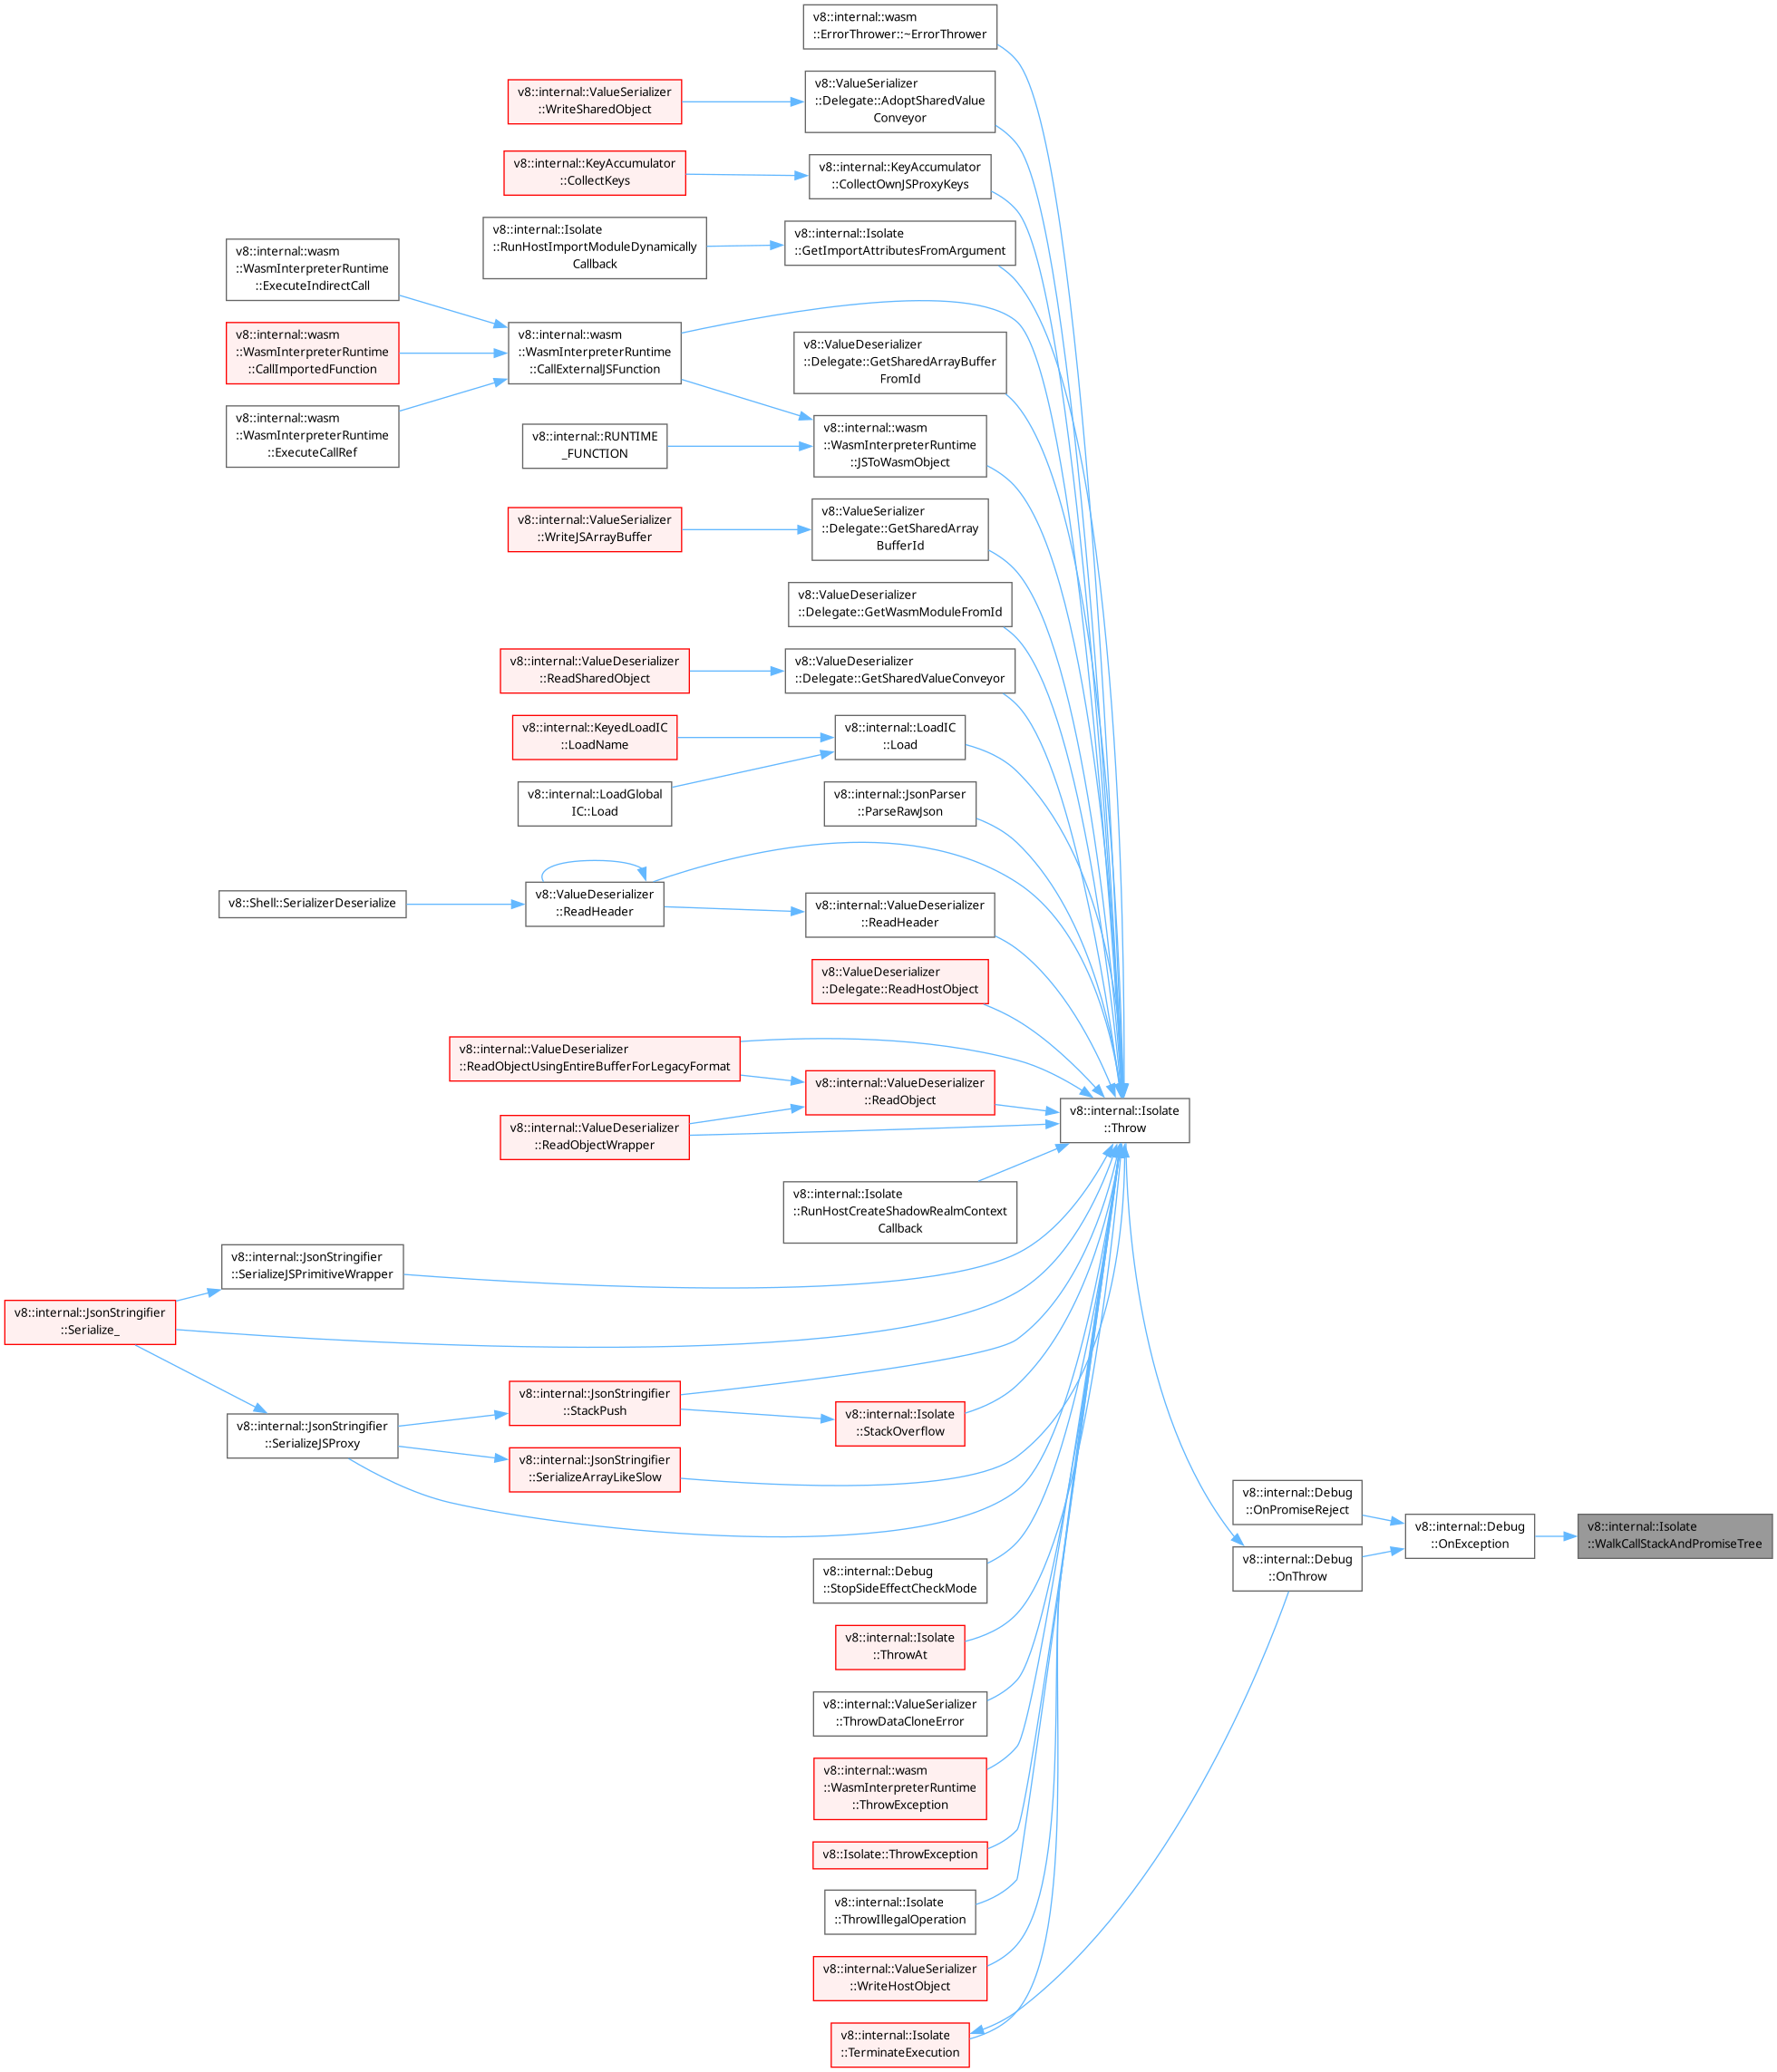 v8::internal::wasm
::ErrorThrower::~ErrorThrower
v8::ValueSerializer
::Delegate::AdoptSharedValue
Conveyor
v8::internal::ValueSerializer
::WriteSharedObject
v8::internal::KeyAccumulator
::CollectKeys
v8::internal::KeyAccumulator
::CollectOwnJSProxyKeys
v8::internal::Isolate
::RunHostImportModuleDynamically
Callback
v8::internal::Isolate
::GetImportAttributesFromArgument
v8::internal::wasm
::WasmInterpreterRuntime
::ExecuteIndirectCall
v8::internal::wasm
::WasmInterpreterRuntime
::CallImportedFunction
v8::internal::wasm
::WasmInterpreterRuntime
::ExecuteCallRef
v8::internal::wasm
::WasmInterpreterRuntime
::CallExternalJSFunction
v8::ValueDeserializer
::Delegate::GetSharedArrayBuffer
FromId
v8::internal::RUNTIME
_FUNCTION
v8::internal::wasm
::WasmInterpreterRuntime
::JSToWasmObject
v8::internal::ValueSerializer
::WriteJSArrayBuffer
v8::ValueSerializer
::Delegate::GetSharedArray
BufferId
v8::ValueDeserializer
::Delegate::GetWasmModuleFromId
v8::internal::ValueDeserializer
::ReadSharedObject
v8::ValueDeserializer
::Delegate::GetSharedValueConveyor
v8::internal::KeyedLoadIC
::LoadName
v8::internal::LoadIC
::Load
v8::internal::LoadGlobal
IC::Load
v8::internal::JsonParser
::ParseRawJson
v8::Shell::SerializerDeserialize
v8::ValueDeserializer
::ReadHeader
v8::internal::ValueDeserializer
::ReadHeader
v8::ValueDeserializer
::Delegate::ReadHostObject
v8::internal::ValueDeserializer
::ReadObjectUsingEntireBufferForLegacyFormat
v8::internal::ValueDeserializer
::ReadObject
v8::internal::ValueDeserializer
::ReadObjectWrapper
v8::internal::Isolate
::Throw
v8::internal::Isolate
::RunHostCreateShadowRealmContext
Callback
v8::internal::JsonStringifier
::SerializeJSPrimitiveWrapper
v8::internal::JsonStringifier
::Serialize_
v8::internal::JsonStringifier
::SerializeJSProxy
v8::internal::JsonStringifier
::StackPush
v8::internal::Isolate
::StackOverflow
v8::internal::JsonStringifier
::SerializeArrayLikeSlow
v8::internal::Debug
::OnPromiseReject
v8::internal::Debug
::OnThrow
v8::internal::Debug
::OnException
v8::internal::Isolate
::WalkCallStackAndPromiseTree
v8::internal::Debug
::StopSideEffectCheckMode
v8::internal::Isolate
::ThrowAt
v8::internal::ValueSerializer
::ThrowDataCloneError
v8::internal::wasm
::WasmInterpreterRuntime
::ThrowException
v8::Isolate::ThrowException
v8::internal::Isolate
::ThrowIllegalOperation
v8::internal::ValueSerializer
::WriteHostObject
v8::internal::Isolate
::TerminateExecution